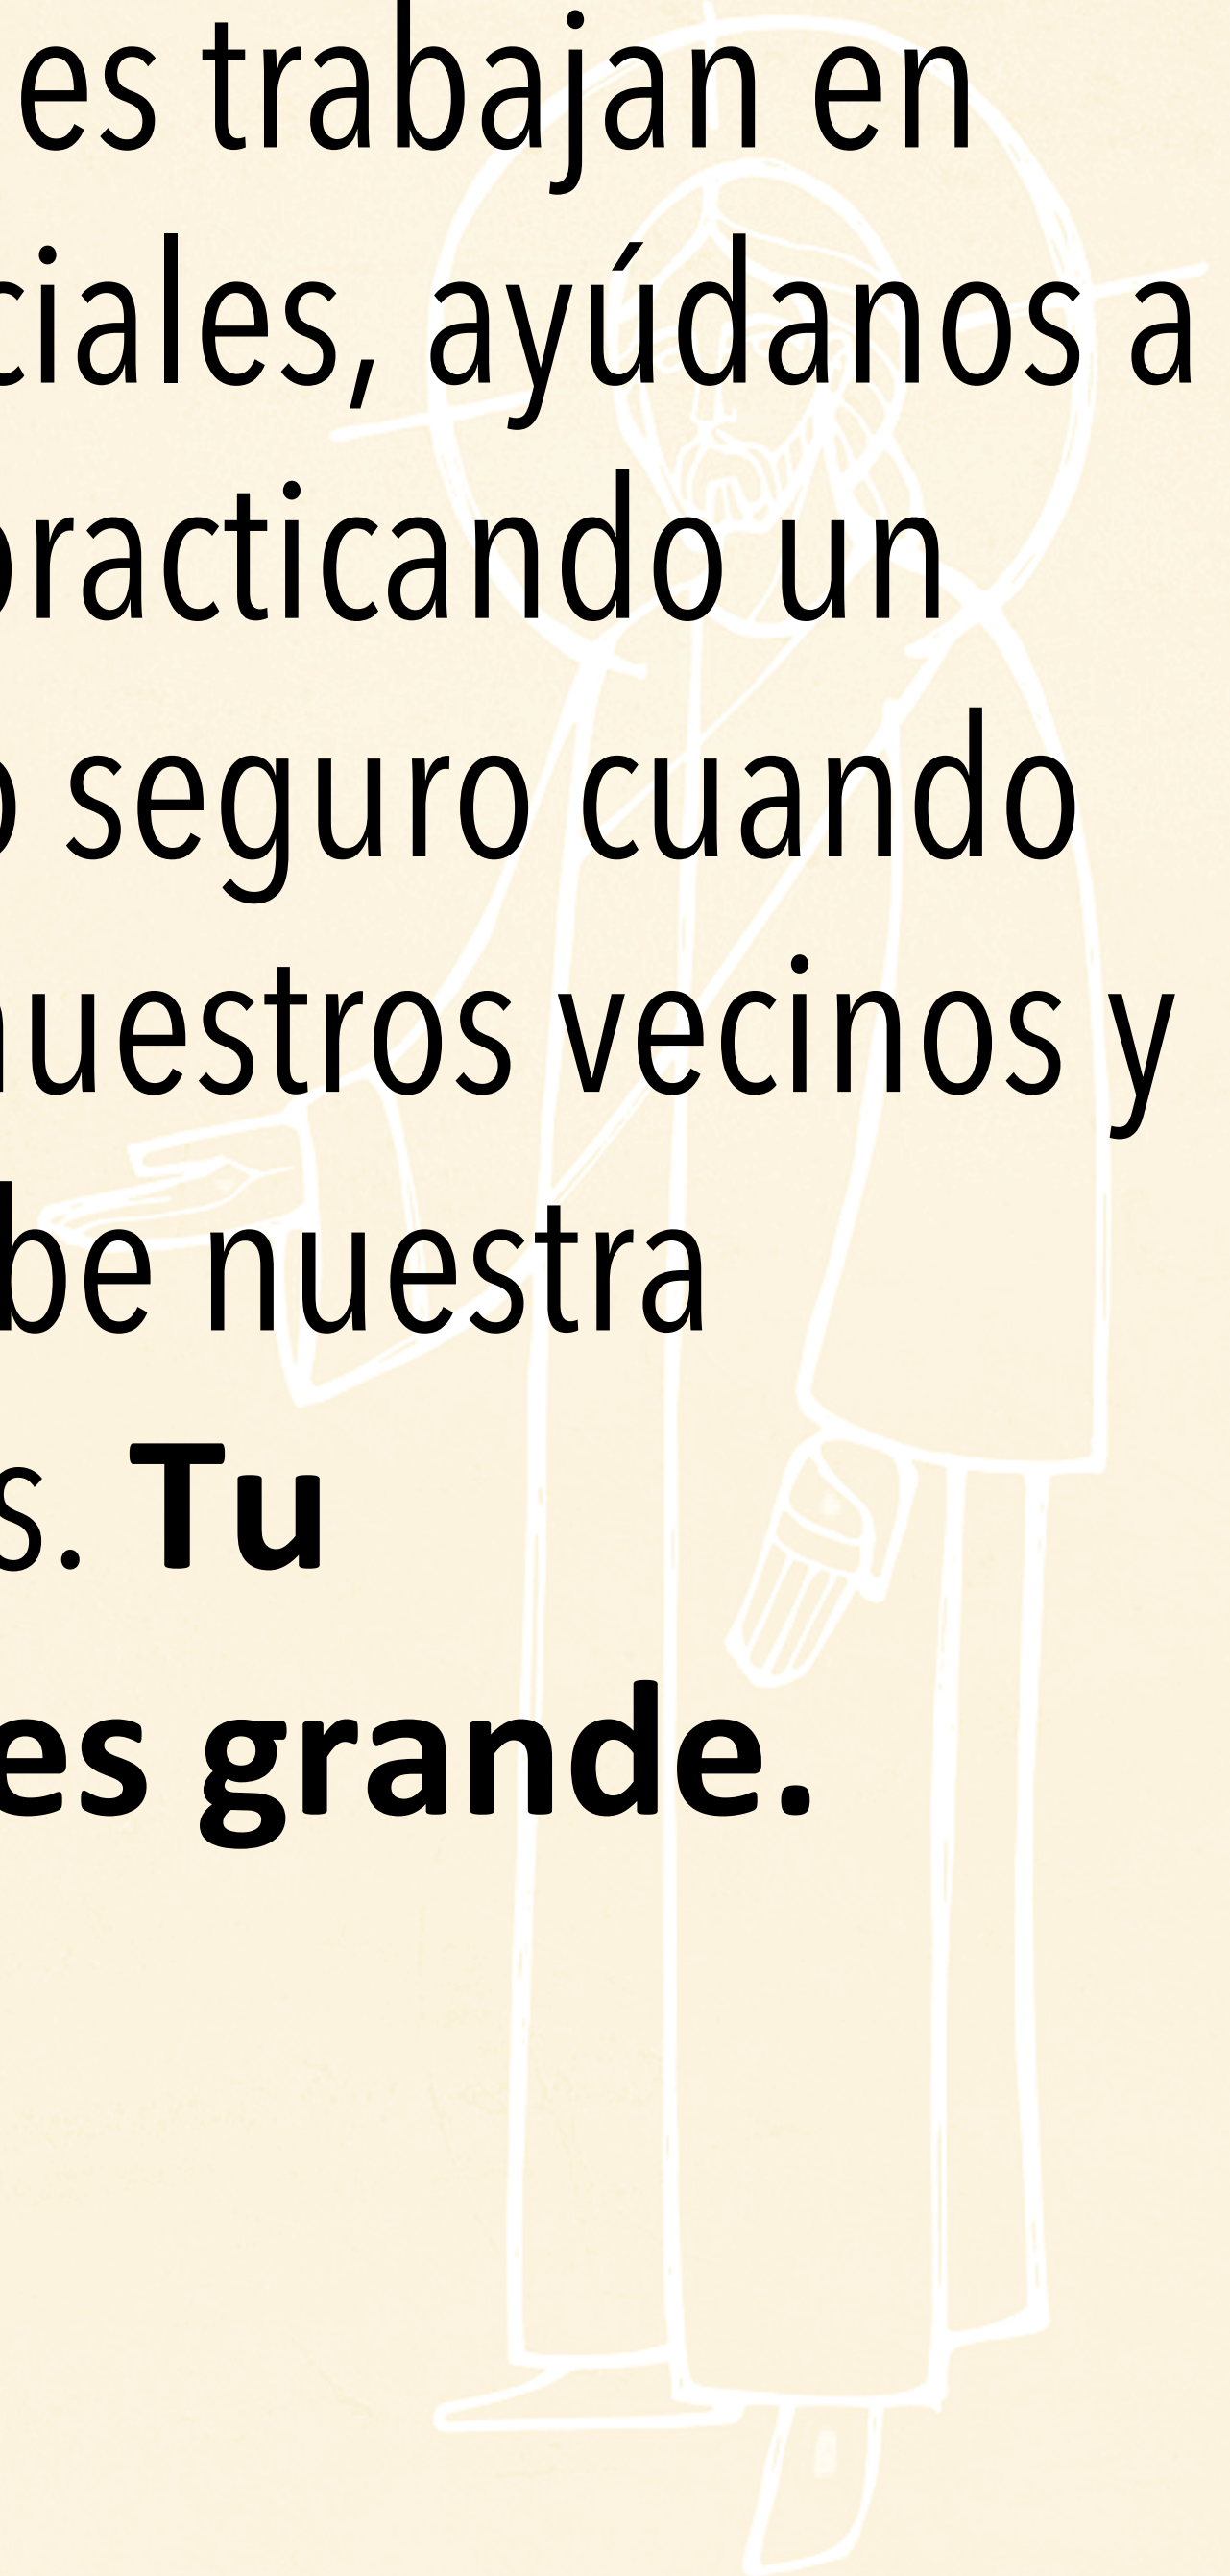 es trabajan en
ciales, ayúdanos a
practicando un
o seguro cuando
nuestros vecinos y
be nuestra
s. Tu
es grande.